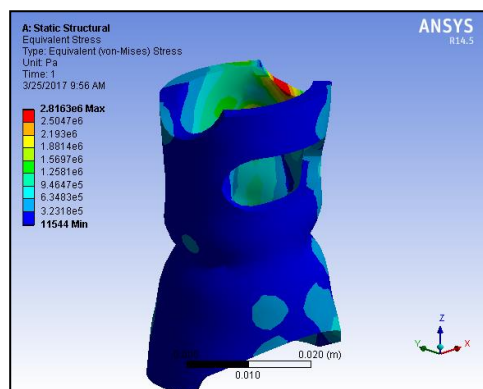 A: Static Structural
Equivalent Stress
Type: Equivalent (von-Mises) Stress
Unit: Pa
Time: 1
3/25/2017 9:56 AM
2.8163e6 Max
2.5047e6
2.193e6
1.8814e6
1.5697e6
1.2581e6
9.4647e5
6.3483e5
3.2318e5
11544 Min
ANSYS
R14.5
0.020 (m)
0.010
Z
Y
X